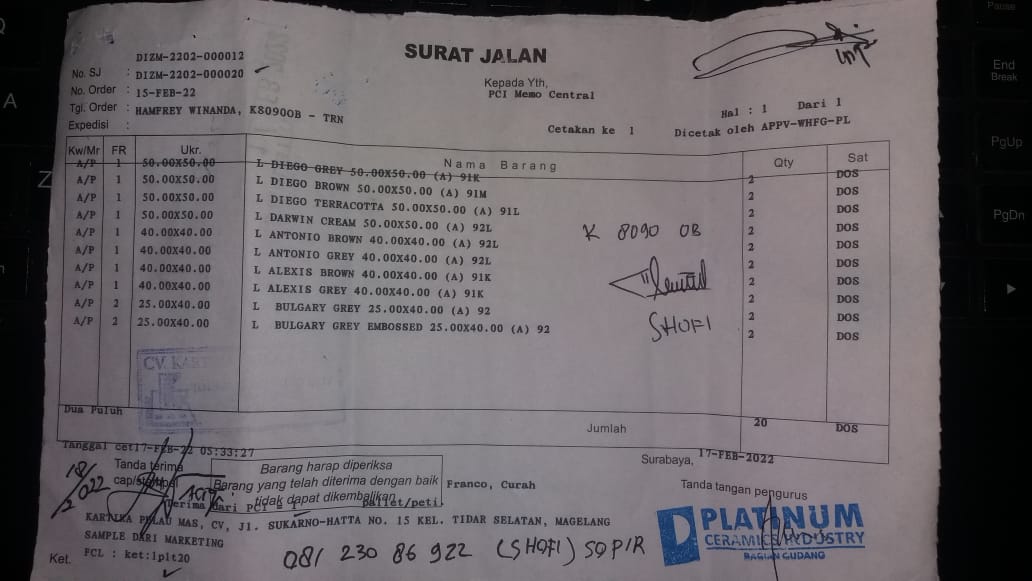 SURAT JALAN
DIZM-2202-000012
No. SJ : DIZM-2202-000020
No. Order : 15-FEB-22
Tgl. Order : HAMFREY WINANDA, K8090OB - TRN
Expedisi :
Kepada Yth,
PCI Memo Central
Cetakan ke 1
Hal : 1 Dari 1
Dicetak oleh APPV-WHFG-PL
Kw/Mr FR Ukr. Nama Barang Qty Sat
A/P 1 50.00X50.00 L DIEGO GREY 50.00X50.00 (A) 91K 2 DOS
A/P 1 50.00X50.00 L DIEGO BROWN 50.00X50.00 (A) 91M 2 DOS
A/P 1 50.00X50.00 L DIEGO TERRACOTTA 50.00X50.00 (A) 91L 2 DOS
A/P 1 50.00X50.00 L DARWIN CREAM 50.00X50.00 (A) 92L 2 DOS
A/P 1 40.00X40.00 L ANTONIO BROWN 40.00X40.00 (A) 92L 2 DOS
A/P 1 40.00X40.00 L ANTONIO GREY 40.00X40.00 (A) 92L 2 DOS
A/P 1 40.00X40.00 L ALEXIS BROWN 40.00X40.00 (A) 91K 2 DOS
A/P 1 40.00X40.00 L ALEXIS GREY 40.00X40.00 (A) 91K 2 DOS
A/P 2 25.00X40.00 L BULGARY GREY 25.00X40.00 (A) 92 2 DOS
A/P 2 25.00X40.00 L BULGARY GREY EMBOSSED 25.00X40.00 (A) 92 2 DOS
K 8090 OB
SHOFI
CV. KART
Dua Puluh
Jumlah 20 DOS
Tanggal cet17-FEB-22 05:33:27
Surabaya, 17-FEB-2022
Tanda terima
cap/stempel
18/2 2022
Barang harap diperiksa
Barang yang telah diterima dengan baik
tidak dapat dikembalikan
Franco, Curah
Tanda tangan pengurus
Terima dari PCI = 1 pallet/peti.
KARTIKA PULAU MAS, CV, Jl. SUKARNO-HATTA NO. 15 KEL. TIDAR SELATAN, MAGELANG
SAMPLE DARI MARKETING
Ket. FCL : ket:1plt20
081 230 86 922 (SHOFI) SOPIR
PLATINUM
CERAMICS INDUSTRY
BAGIAN GUDANG
A
Z
Pause
End
Break
PgUp
PgDn